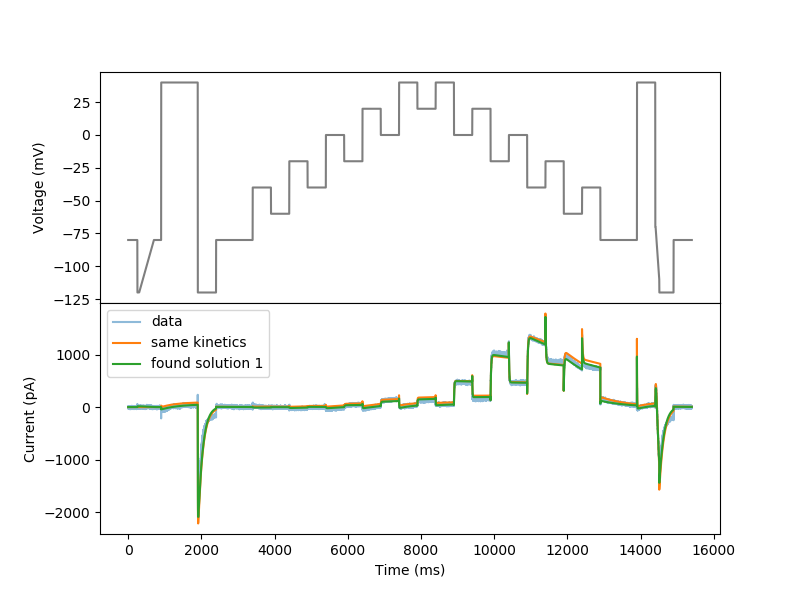 25
0
−25
−50
−75
−100
−125
Voltage (mV)
data
same kinetics
found solution 1
1000
0
−1000
−2000
Current (pA)
0 2000 4000 6000 8000 10000 12000 14000 16000
Time (ms)